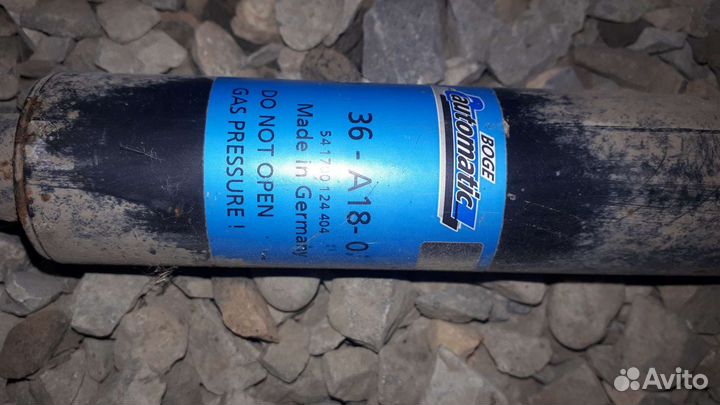 BOGE
automatic
36 - A18 - 0
Made in Germany
DO NOT OPEN
GAS PRESSURE !
Avito